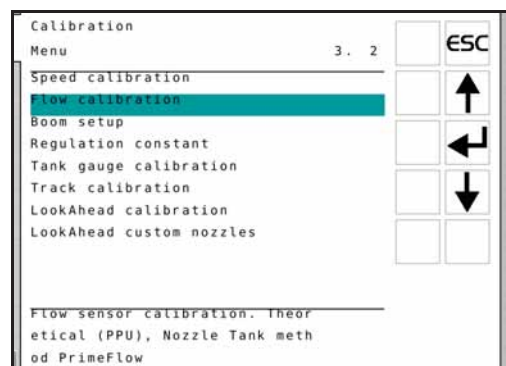 Calibration
Menu 3. 2
ESC
Speed calibration
Flow calibration
Boom setup
Regulation constant
Tank gauge calibration
Track calibration
LookAhead calibration
LookAhead custom nozzles
Flow sensor calibration. Theor
etical (PPU), Nozzle Tank meth
od PrimeFlow